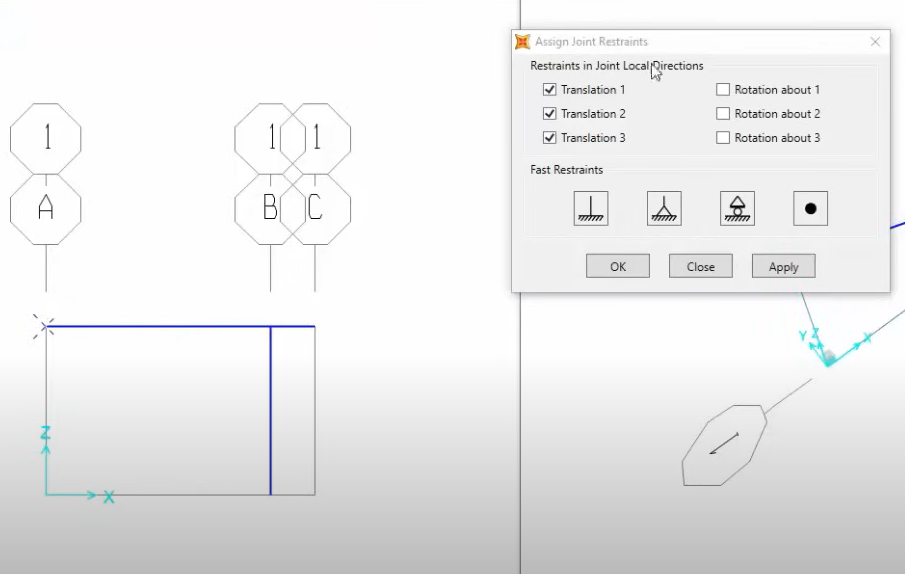 Assign Joint Restraints
Restraints in Joint Local Directions
Translation 1
Rotation about 1
Translation 2
Rotation about 2
Translation 3
Rotation about 3
Fast Restraints
OK Close Apply
1 1 1
A B C
Z
X
Y Z X
1